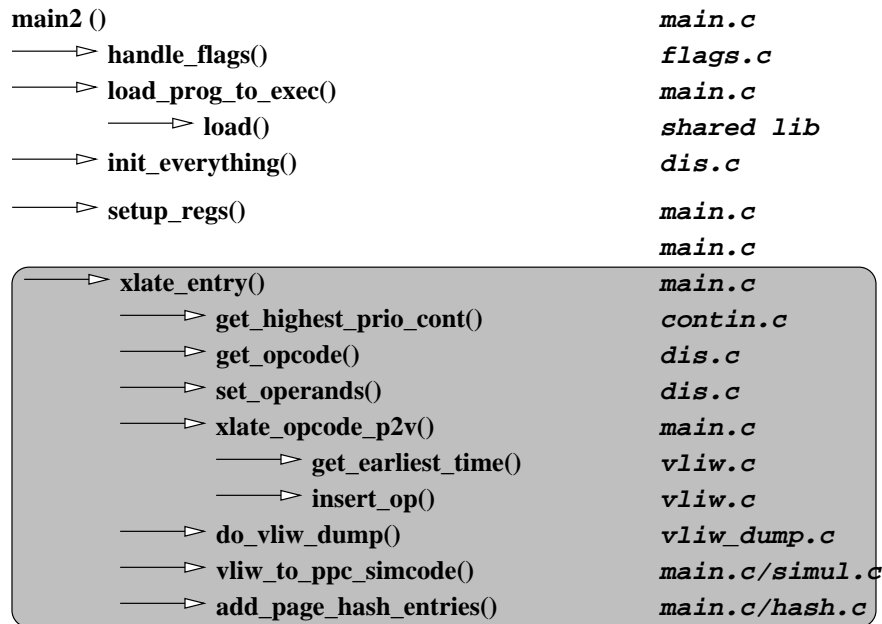 main2 () main.c
handle_flags() flags.c
load_prog_to_exec() main.c
load() shared lib
init_everything() dis.c
setup_regs() main.c
main.c
xlate_entry() main.c
get_highest_prio_cont() contin.c
get_opcode() dis.c
set_operands() dis.c
xlate_opcode_p2v() main.c
get_earliest_time() vliw.c
insert_op() vliw.c
do_vliw_dump() vliw_dump.c
vliw_to_ppc_simcode() main.c/simul.c
add_page_hash_entries() main.c/hash.c